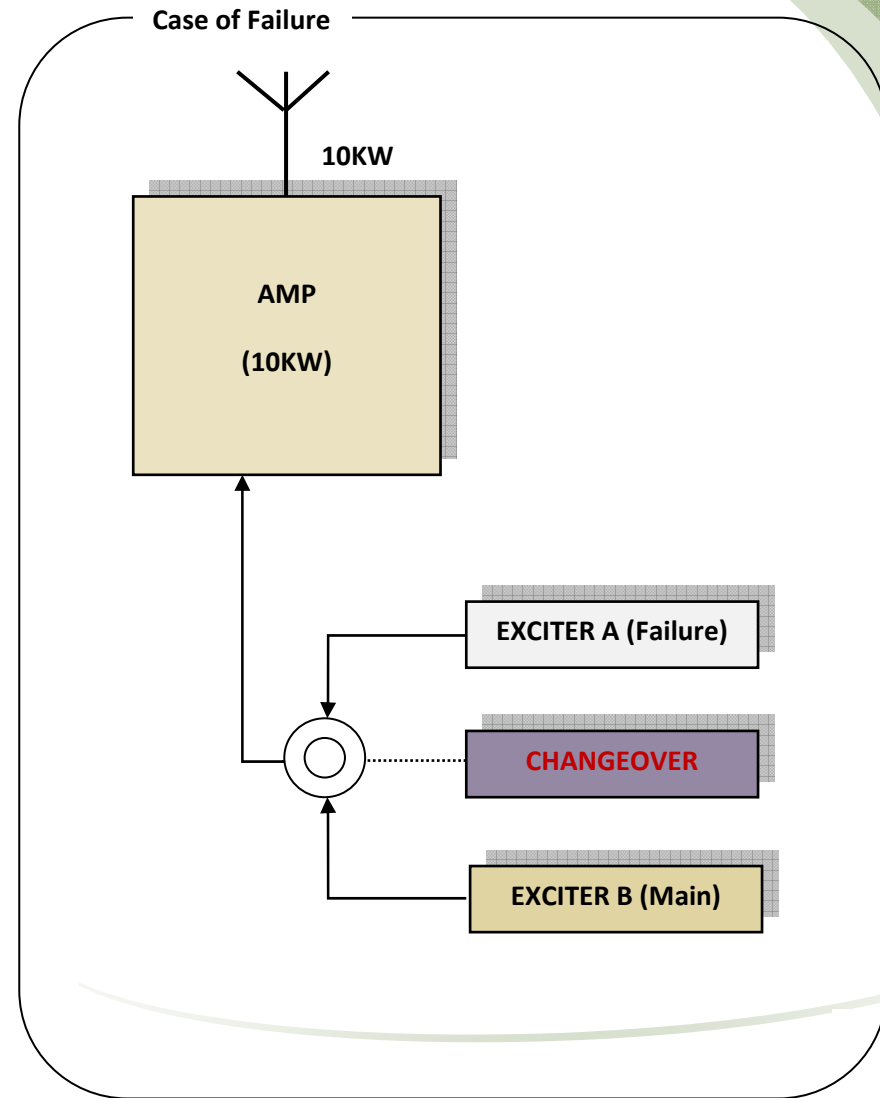 Case of Failure
10KW
AMP
(10KW)
EXCITER A (Failure)
CHANGEOVER
EXCITER B (Main)